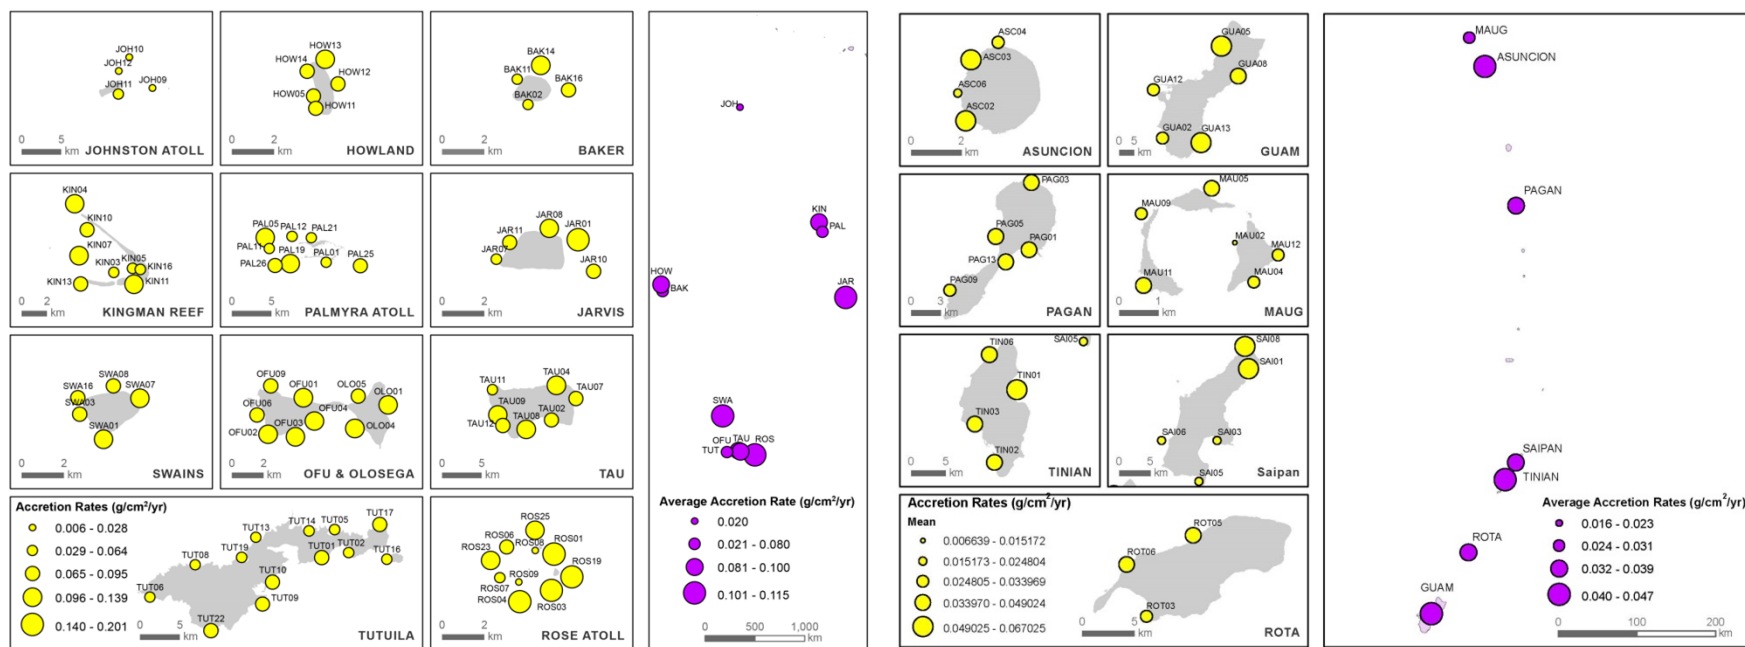 JOH10
JOH12
JOH11
JOH09
0 5
km
JOHNSTON ATOLL
HOW13
HOW14
HOW12
HOW05
HOW11
0 2
km
HOWLAND
BAK14
BAK11
BAK16
BAK02
0 2
km
BAKER
KIN04
KIN10
KIN07
KIN05
KIN03
KIN16
KIN13
KIN11
0 2
km
KINGMAN REEF
PAL05
PAL12
PAL21
PAL11
PAL19
PAL01
PAL26
PAL25
0 5
km
PALMYRA ATOLL
JAR08
JAR11
JAR01
JAR07
JAR10
0 2
km
JARVIS
SWA16
SWA08
SWA07
SWA03
SWA01
0 2
km
SWAINS
OFU09
OFU01
OLO05
OLO01
OFU06
OFU04
OFU02
OFU03
OLO04
0 2
km
OFU & OLOSEGA
TAU04
TAU11
TAU07
TAU09
TAU02
TAU12
TAU08
0 5
km
TAU
Accretion Rates (g/cm²/yr)
0.006 - 0.028
0.029 - 0.064
0.065 - 0.095
0.096 - 0.139
0.140 - 0.201
TUT17
TUT13
TUT14
TUT05
TUT08
TUT19
TUT01
TUT02
TUT16
TUT10
TUT06
TUT09
TUT22
0 5
km
TUTUILA
ROS25
ROS06
ROS08
ROS01
ROS23
ROS19
ROS07
ROS09
ROS04
ROS03
0 2
km
ROSE ATOLL
JOH
KIN
PAL
HOW
BAK
JAR
SWA
OFU
TAU
ROS
TUT
Average Accretion Rate (g/cm²/yr)
0.020
0.021 - 0.080
0.081 - 0.100
0.101 - 0.115
0 500 1,000
km
ASC04
ASC03
ASC06
ASC02
0 2
km
ASUNCION
GUA05
GUA08
GUA12
GUA02
GUA13
0 5
km
GUAM
PAG03
PAG05
PAG01
PAG13
PAG09
0 3
km
PAGAN
MAU05
MAU09
MAU02
MAU12
MAU11
MAU04
0 1
km
MAUG
SAI05
TIN06
TIN01
TIN03
TIN02
0 5
km
TINIAN
SAI08
SAI01
SAI06
SAI03
SAI05
0 5
km
Saipan
Accretion Rates (g/cm²/yr)
Mean
0.006639 - 0.015172
0.015173 - 0.024804
0.024805 - 0.033969
0.033970 - 0.049024
0.049025 - 0.067025
ROT05
ROT06
ROT03
0 5
km
ROTA
MAUG
ASUNCION
PAGAN
SAIPAN
TINIAN
ROTA
GUAM
Average Accretion Rates (g/cm²/yr)
0.016 - 0.023
0.024 - 0.031
0.032 - 0.039
0.040 - 0.047
0 100 200
km